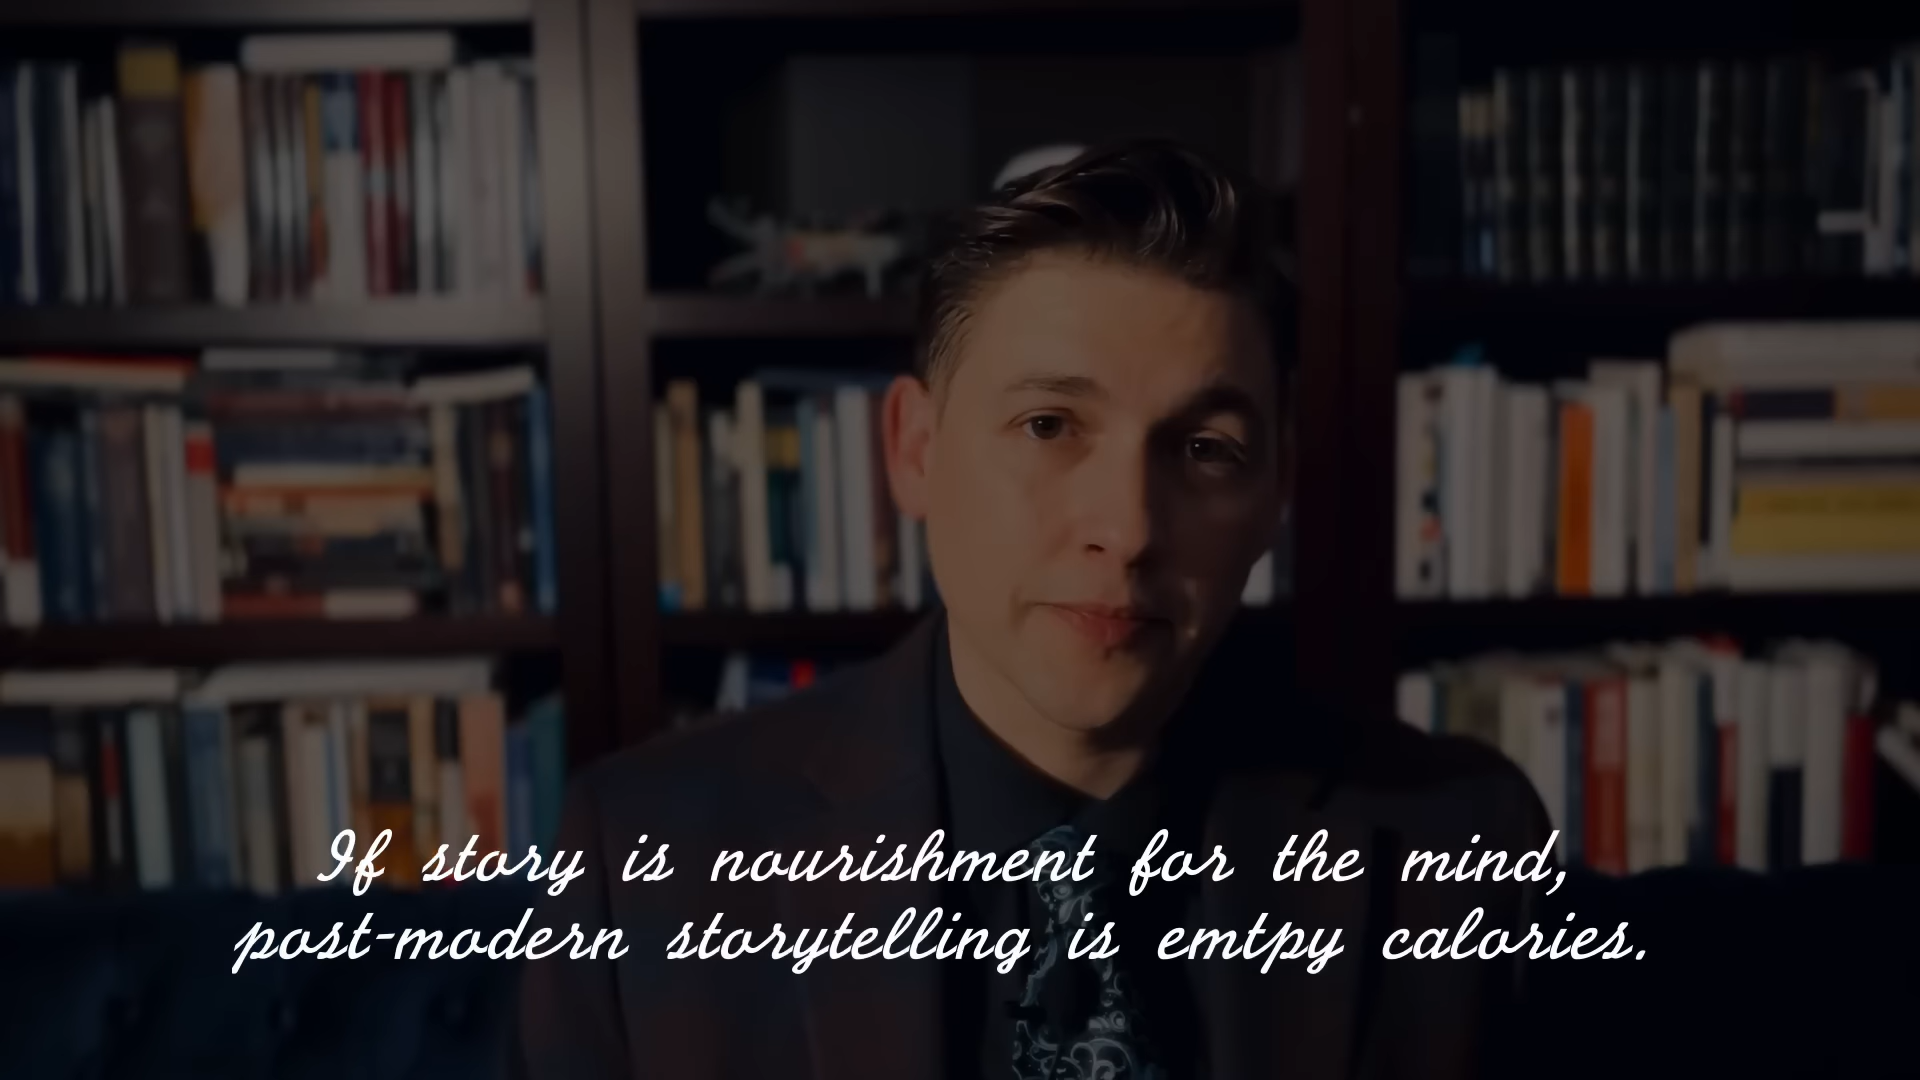 If story is nourishment for the mind,
post-modern storytelling is emtpy calories.